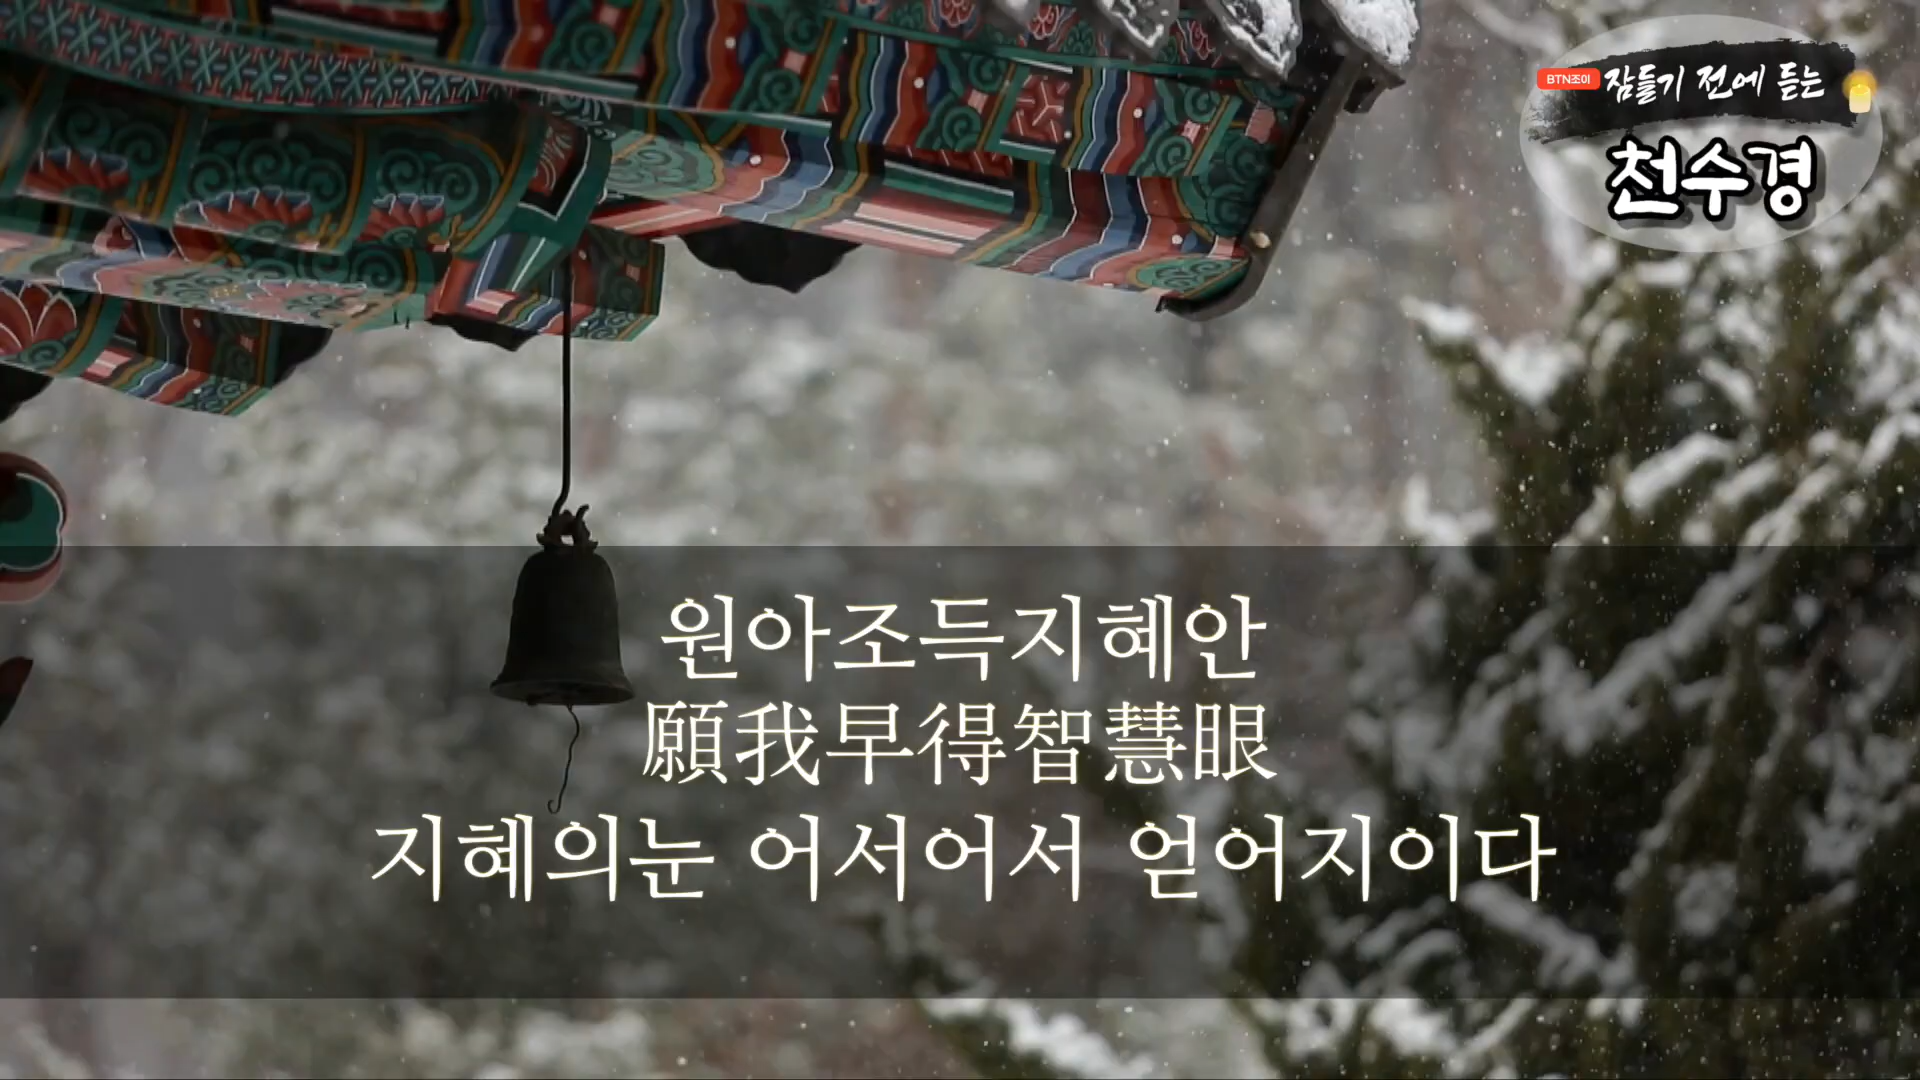 BTN조이 잠들기 전에 듣는
천수경
원아조득지혜안
願我早得智慧眼
지혜의눈 어서어서 얻어지이다